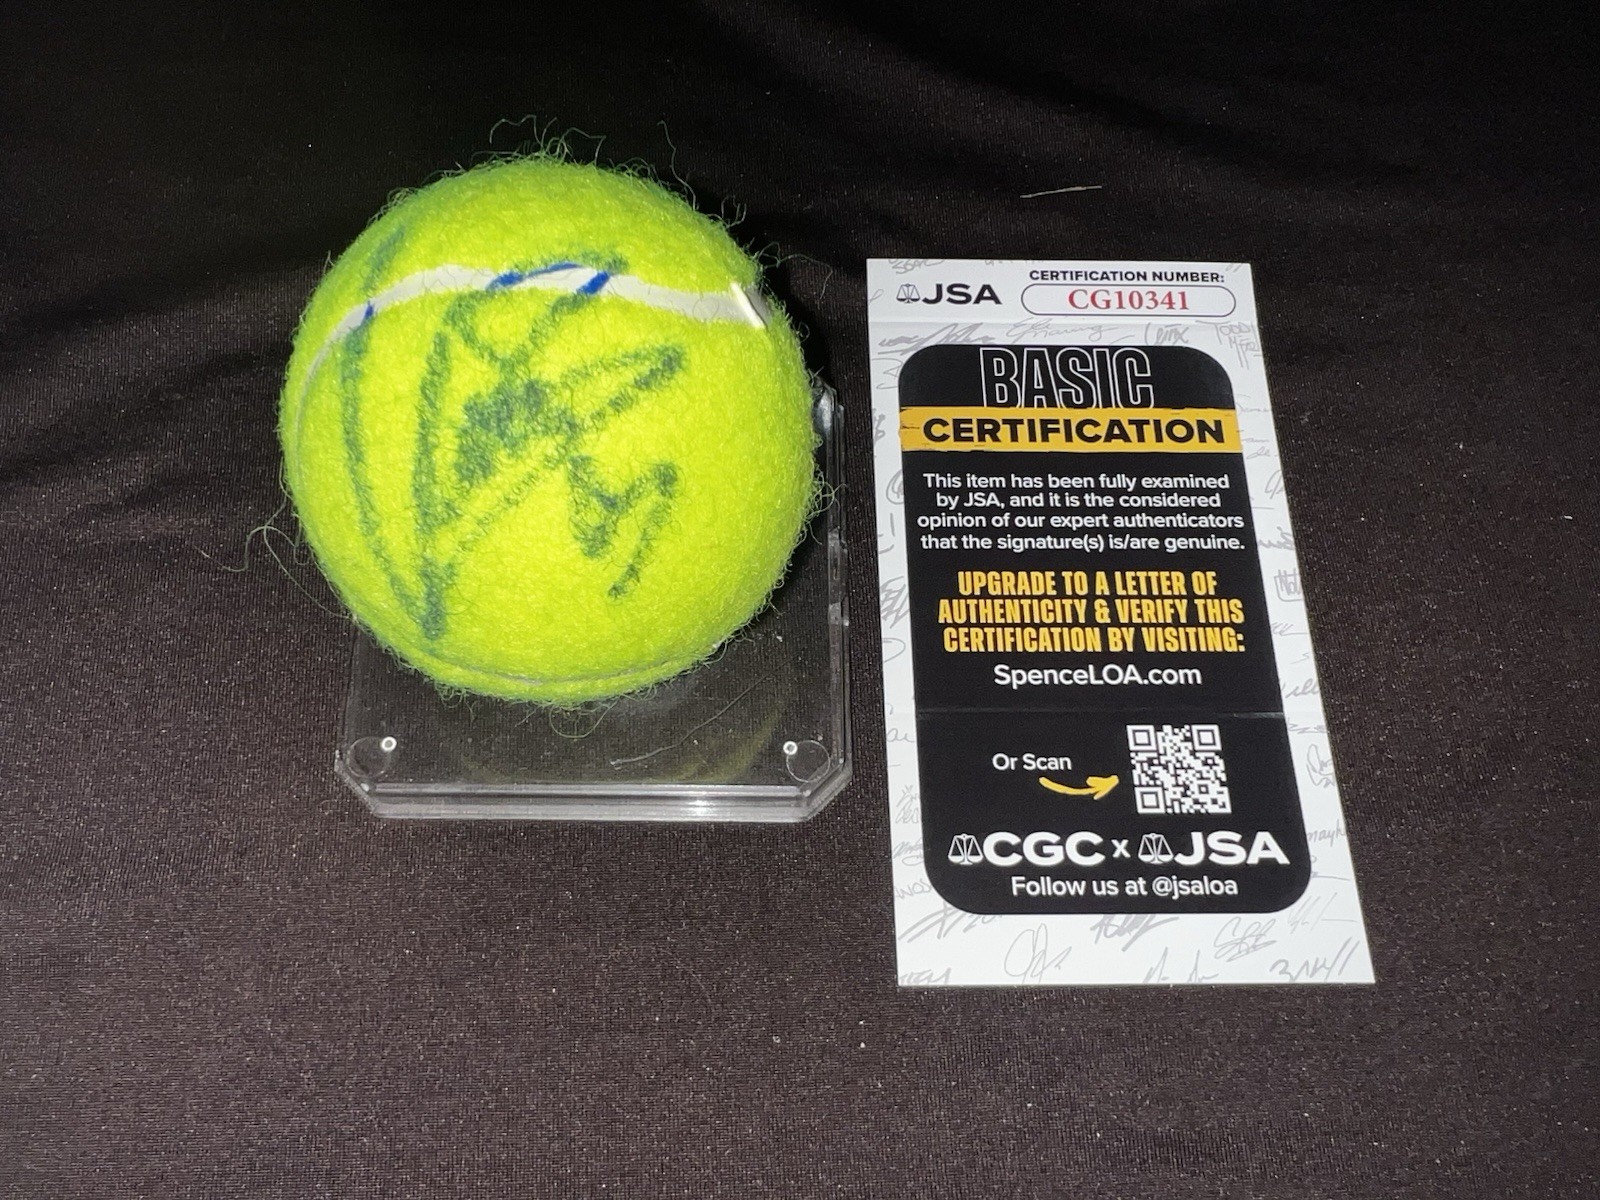 JSA
CERTIFICATION NUMBER:
CG10341
BASIC
CERTIFICATION
This item has been fully examined
by JSA, and it is the considered
opinion of our expert authenticators
that the signature(s) is/are genuine.
UPGRADE TO A LETTER OF
AUTHENTICITY & VERIFY THIS
CERTIFICATION BY VISITING:
SpenceLOA.com
Or Scan
CGC x JSA
Follow us at @jsaloa